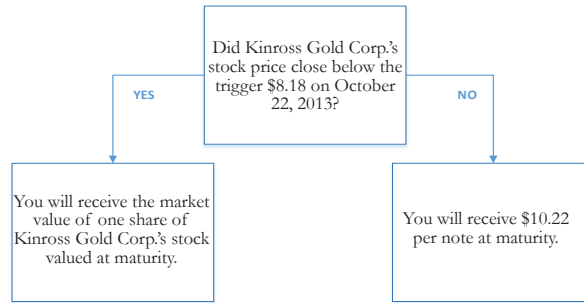 Did Kinross Gold Corp.'s
stock price close below the
trigger $8.18 on October
22, 2013?
YES
NO
You will receive the market
value of one share of
Kinross Gold Corp.'s stock
valued at maturity.
You will receive $10.22
per note at maturity.